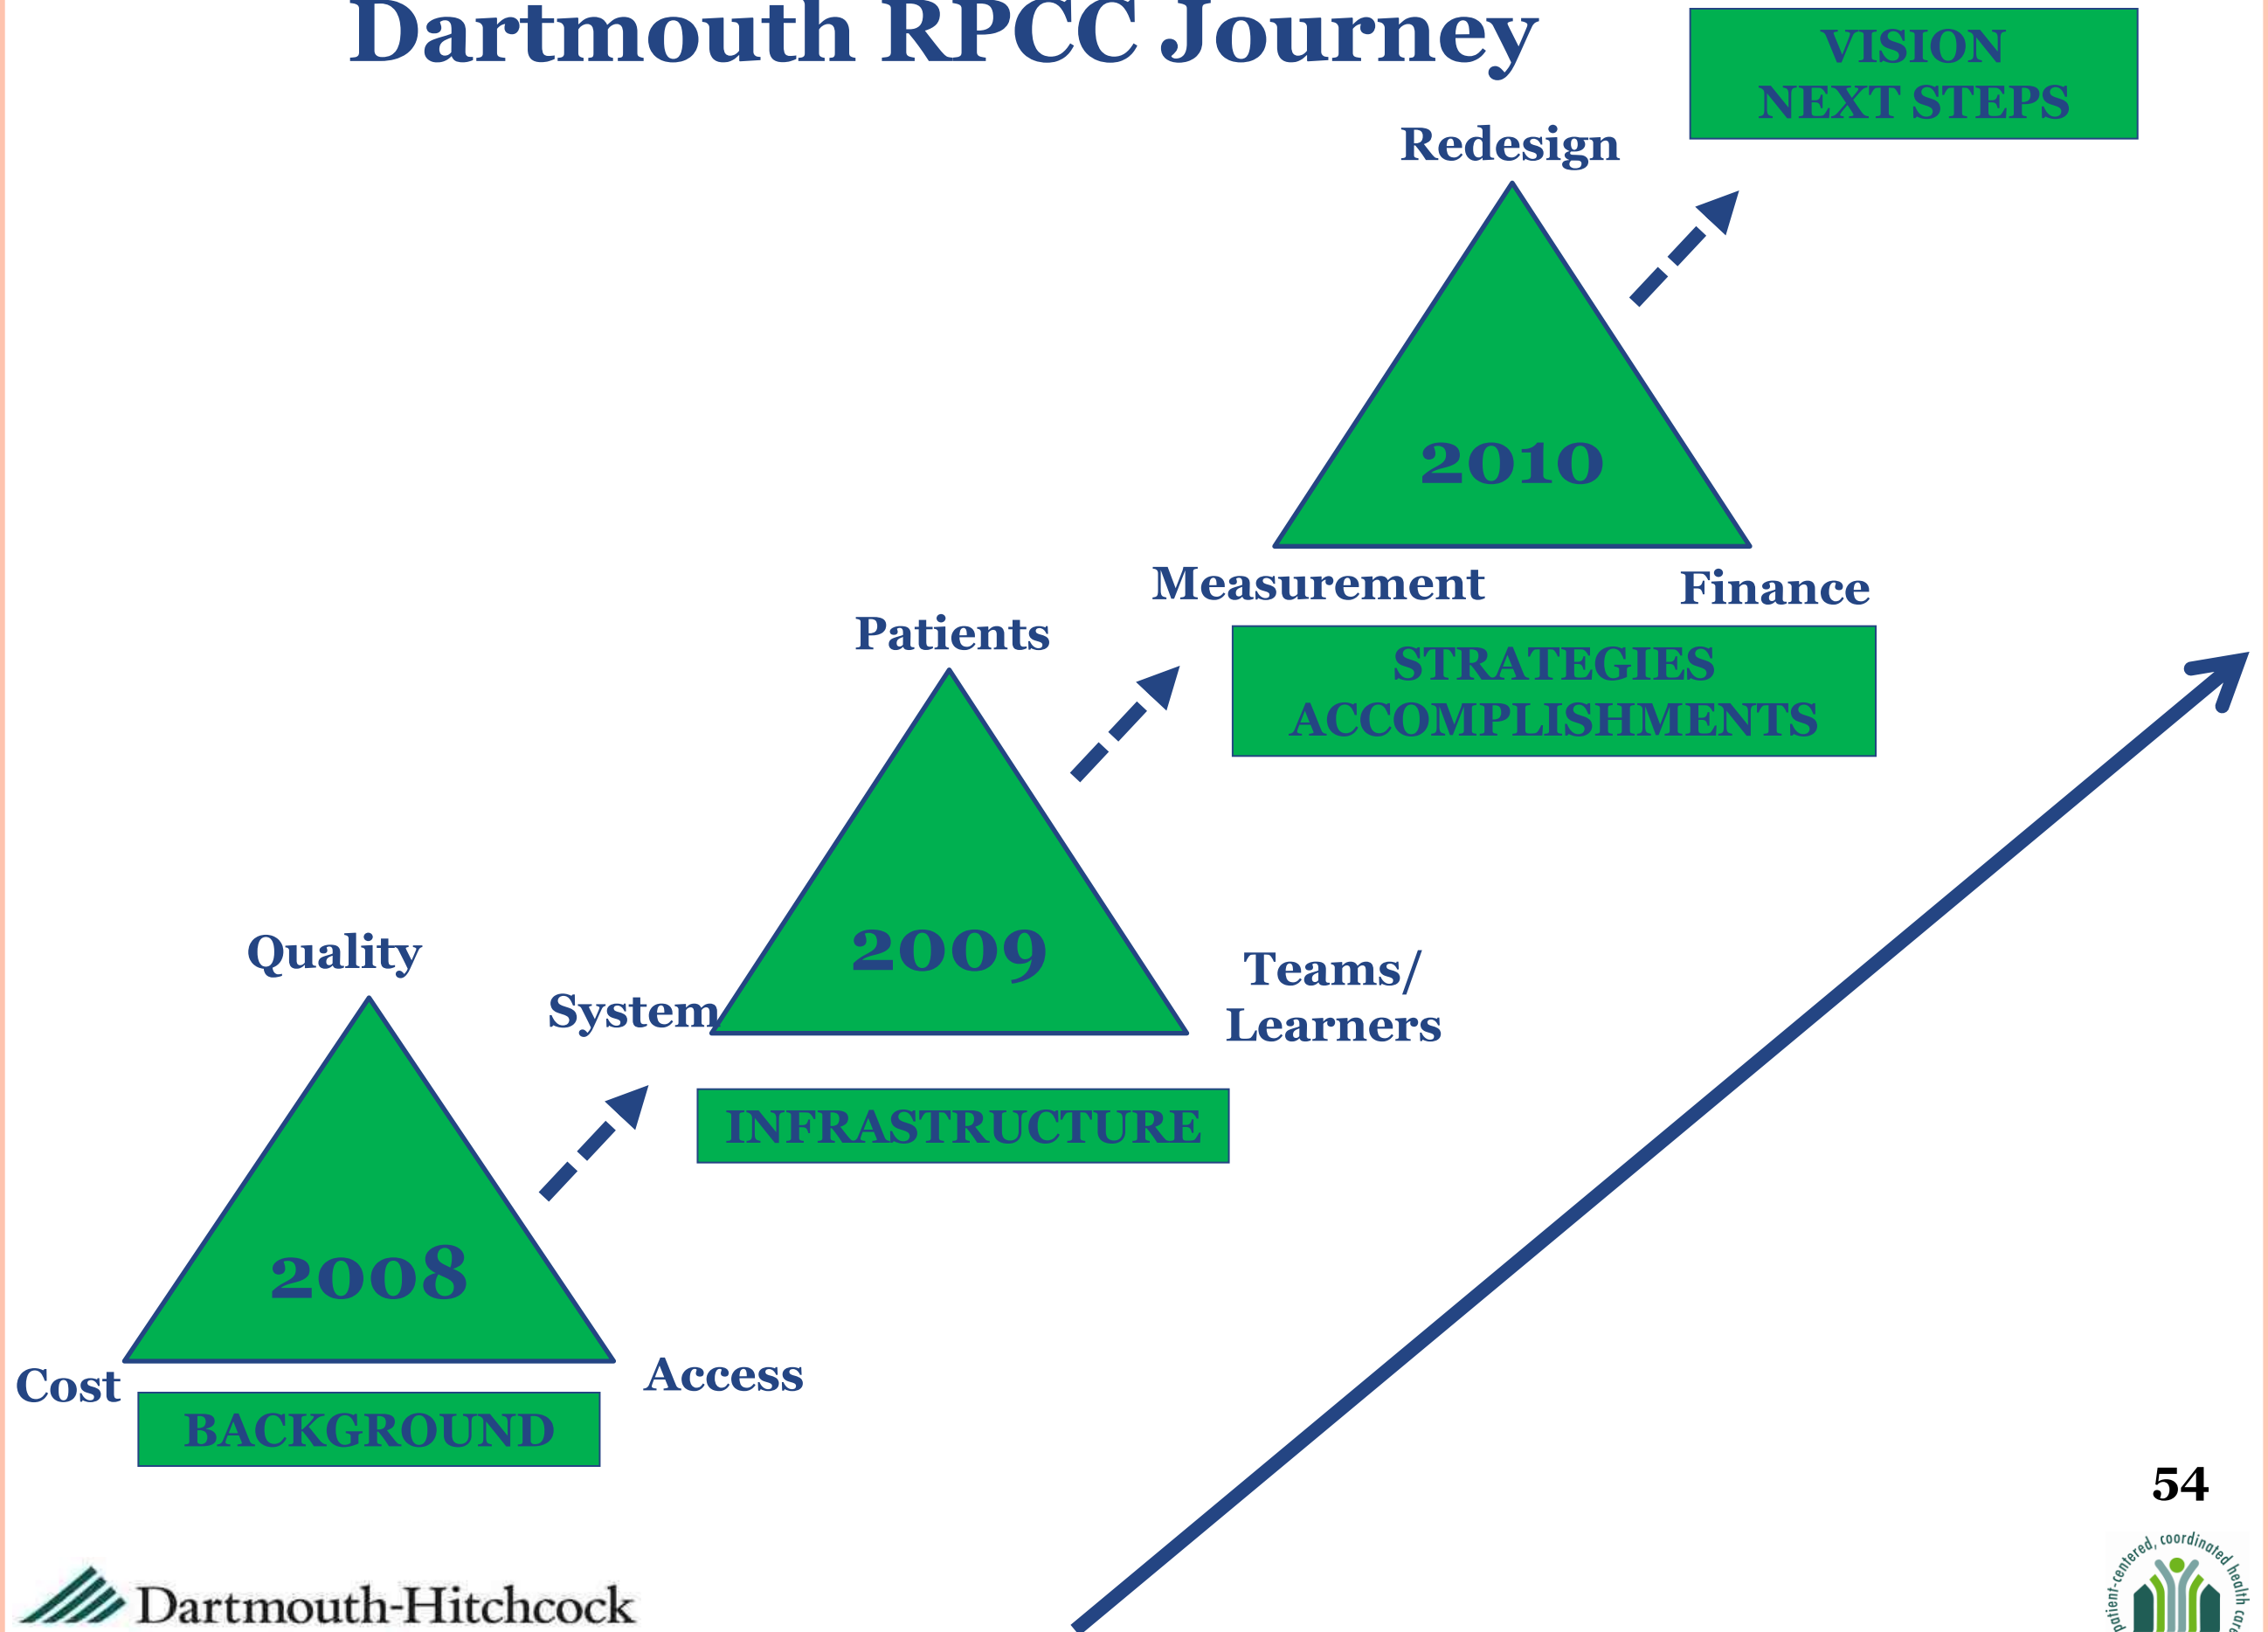 Dartmouth RPCC Journey
VISION
NEXT STEPS
Redesign
2010
Measurement
Finance
STRATEGIES
ACCOMPLISHMENTS
Patients
2009
System
Teams/
Learners
INFRASTRUCTURE
Quality
2008
Cost
Access
BACKGROUND
54
Dartmouth-Hitchcock
patient-centered, coordinated health care